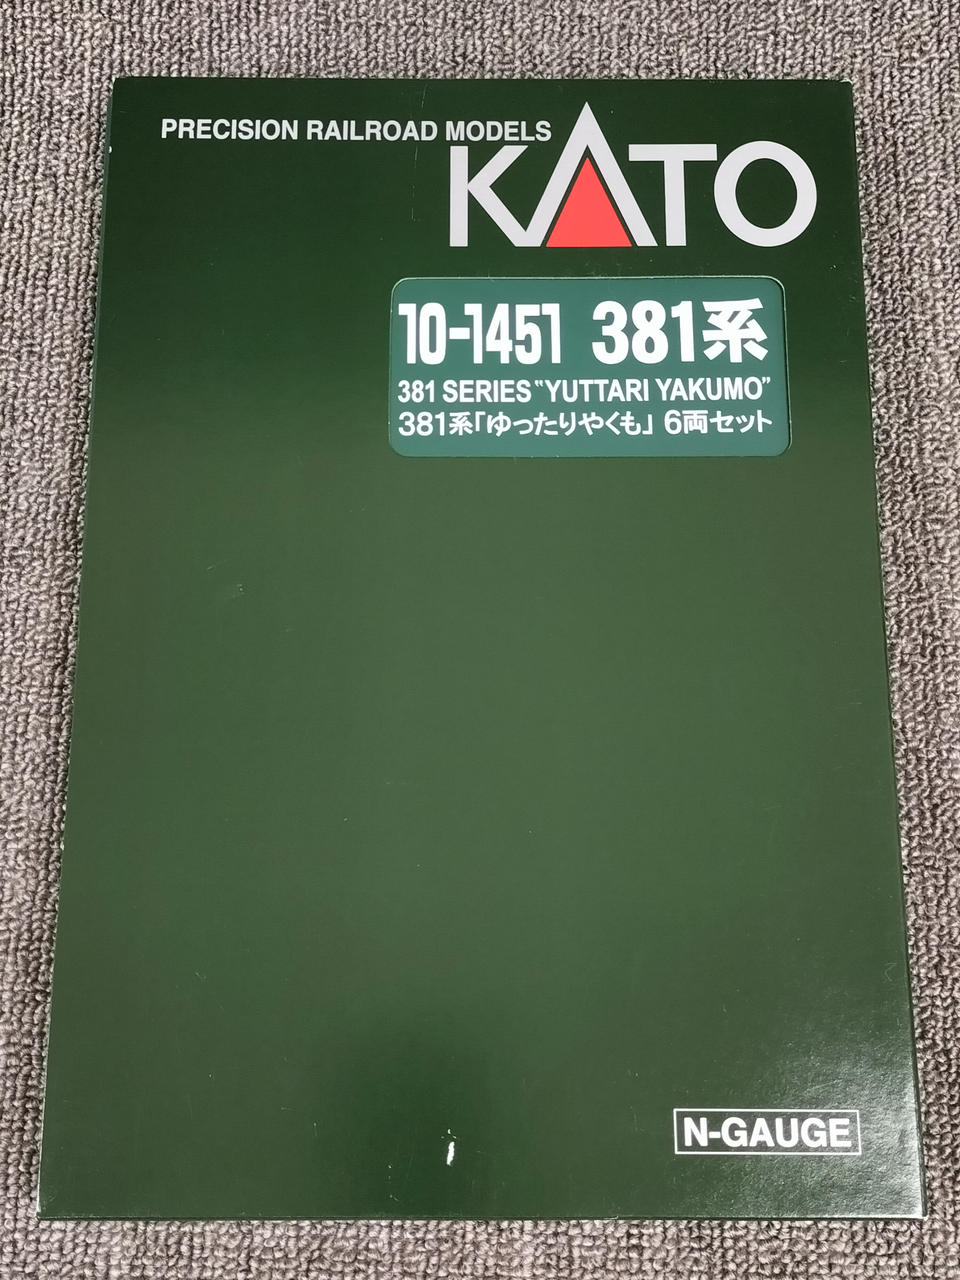 PRECISION RAILROAD MODELS
KATO
10-1451 381系
381 SERIES "YUTTARI YAKUMO"
381系「ゆったりやくも」 6両セット
N-GAUGE